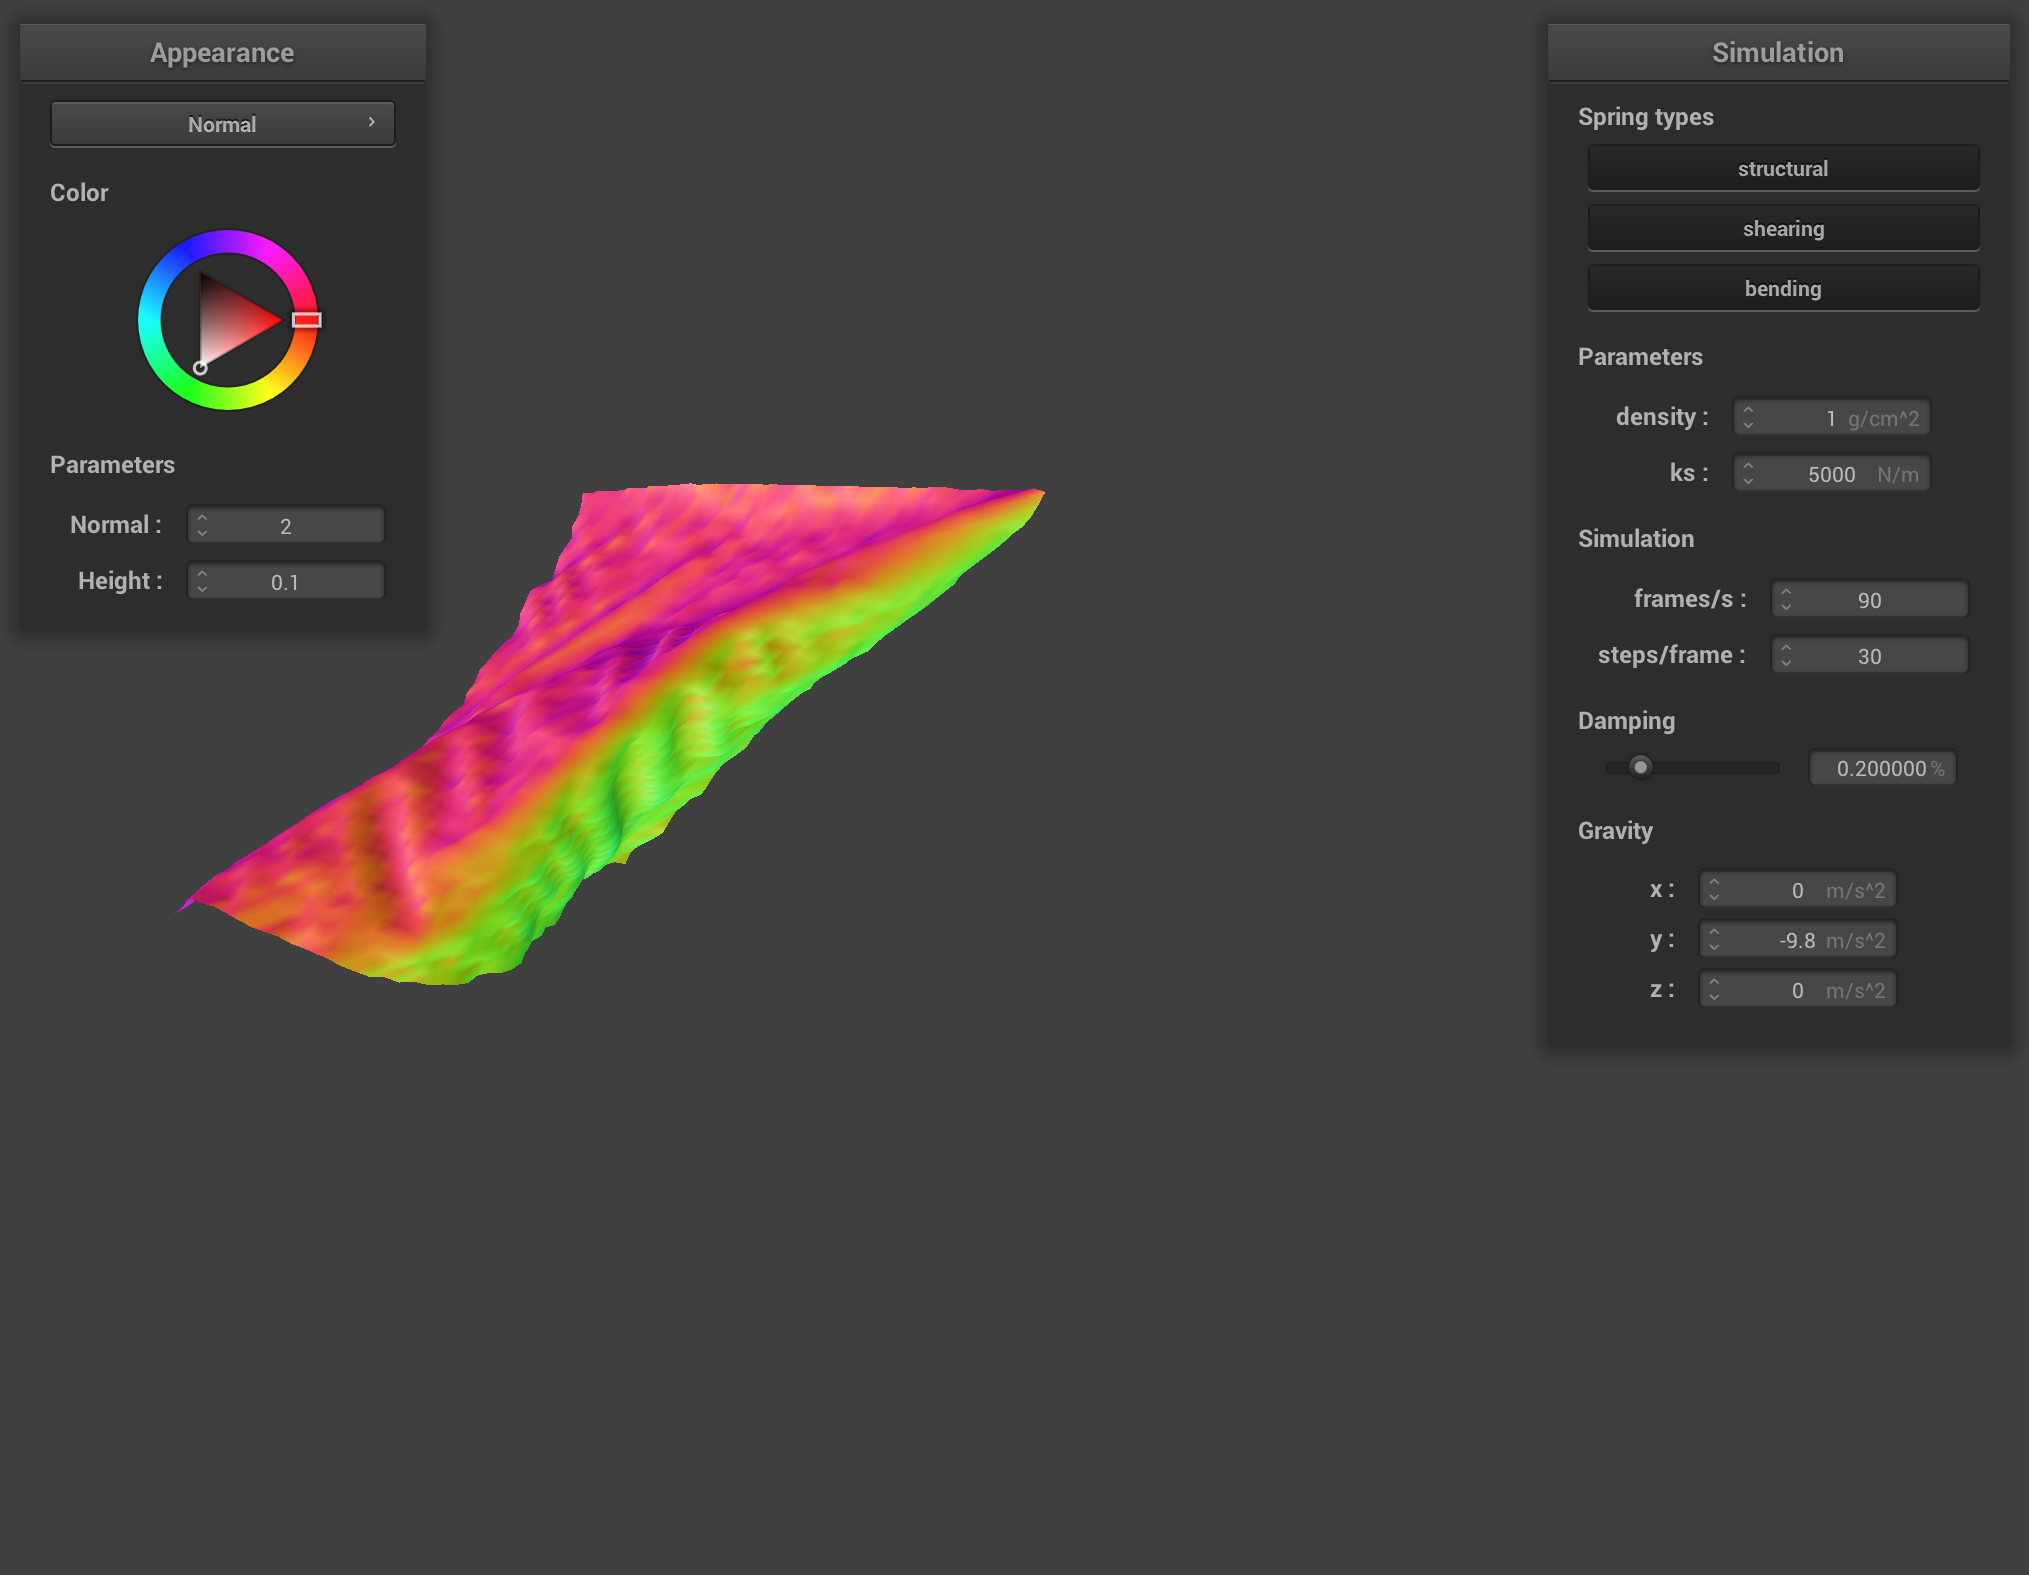 Appearance
Normal
Color
Parameters
Normal : 2
Height : 0.1
Simulation
Spring types
structural
shearing
bending
Parameters
density : 1 g/cm^2
ks : 5000 N/m
Simulation
frames/s : 90
steps/frame : 30
Damping
0.200000 %
Gravity
x : 0 m/s^2
y : -9.8 m/s^2
z : 0 m/s^2